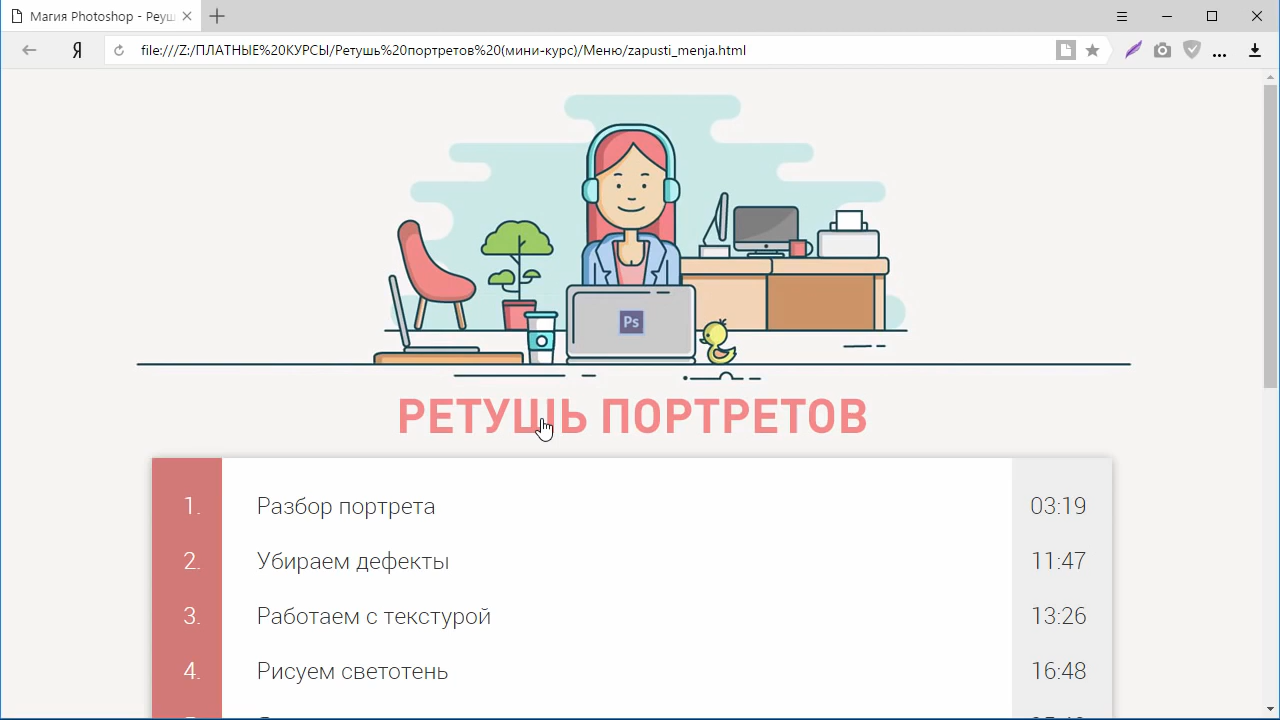 Магия Photoshop - Реуш
Я
file:///Z:/ПЛАТНЫЕ%20КУРСЫ/Ретушь%20портретов%20(мини-курс)/Меню/zapusti_menja.html
Ps
РЕТУШЬ ПОРТРЕТОВ
1. Разбор портрета 03:19
2. Убираем дефекты 11:47
3. Работаем с текстурой 13:26
4. Рисуем светотень 16:48